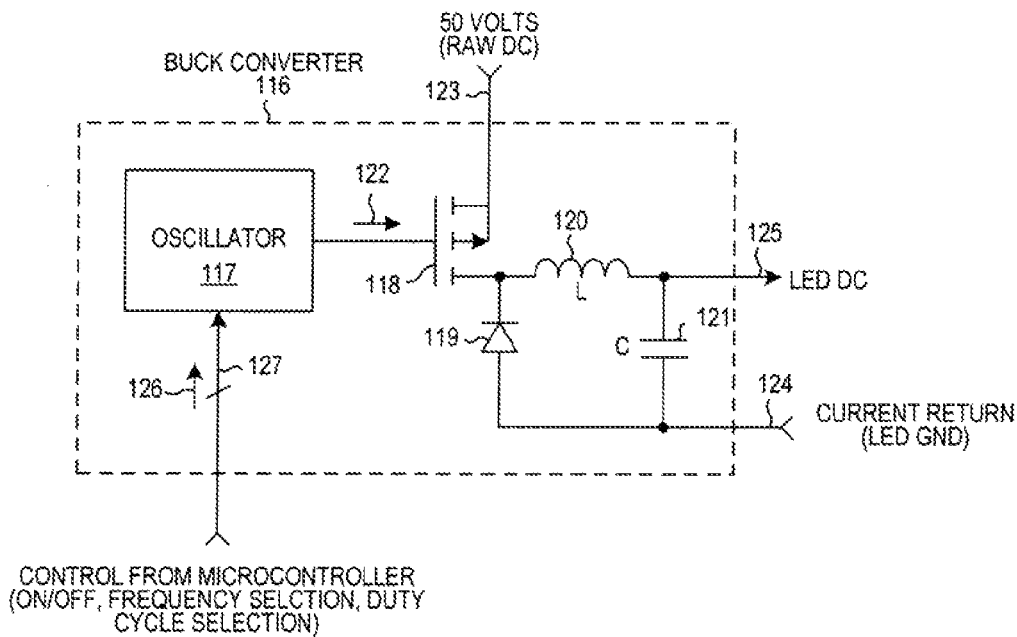 50 VOLTS
(RAW DC)
BUCK CONVERTER
116
123
122
OSCILLATOR
117
118
120
L
125
LED DC
119
C
121
126
127
124
CURRENT RETURN
(LED GND)
CONTROL FROM MICROCONTROLLER
(ON/OFF, FREQUENCY SELCTION, DUTY
CYCLE SELECTION)